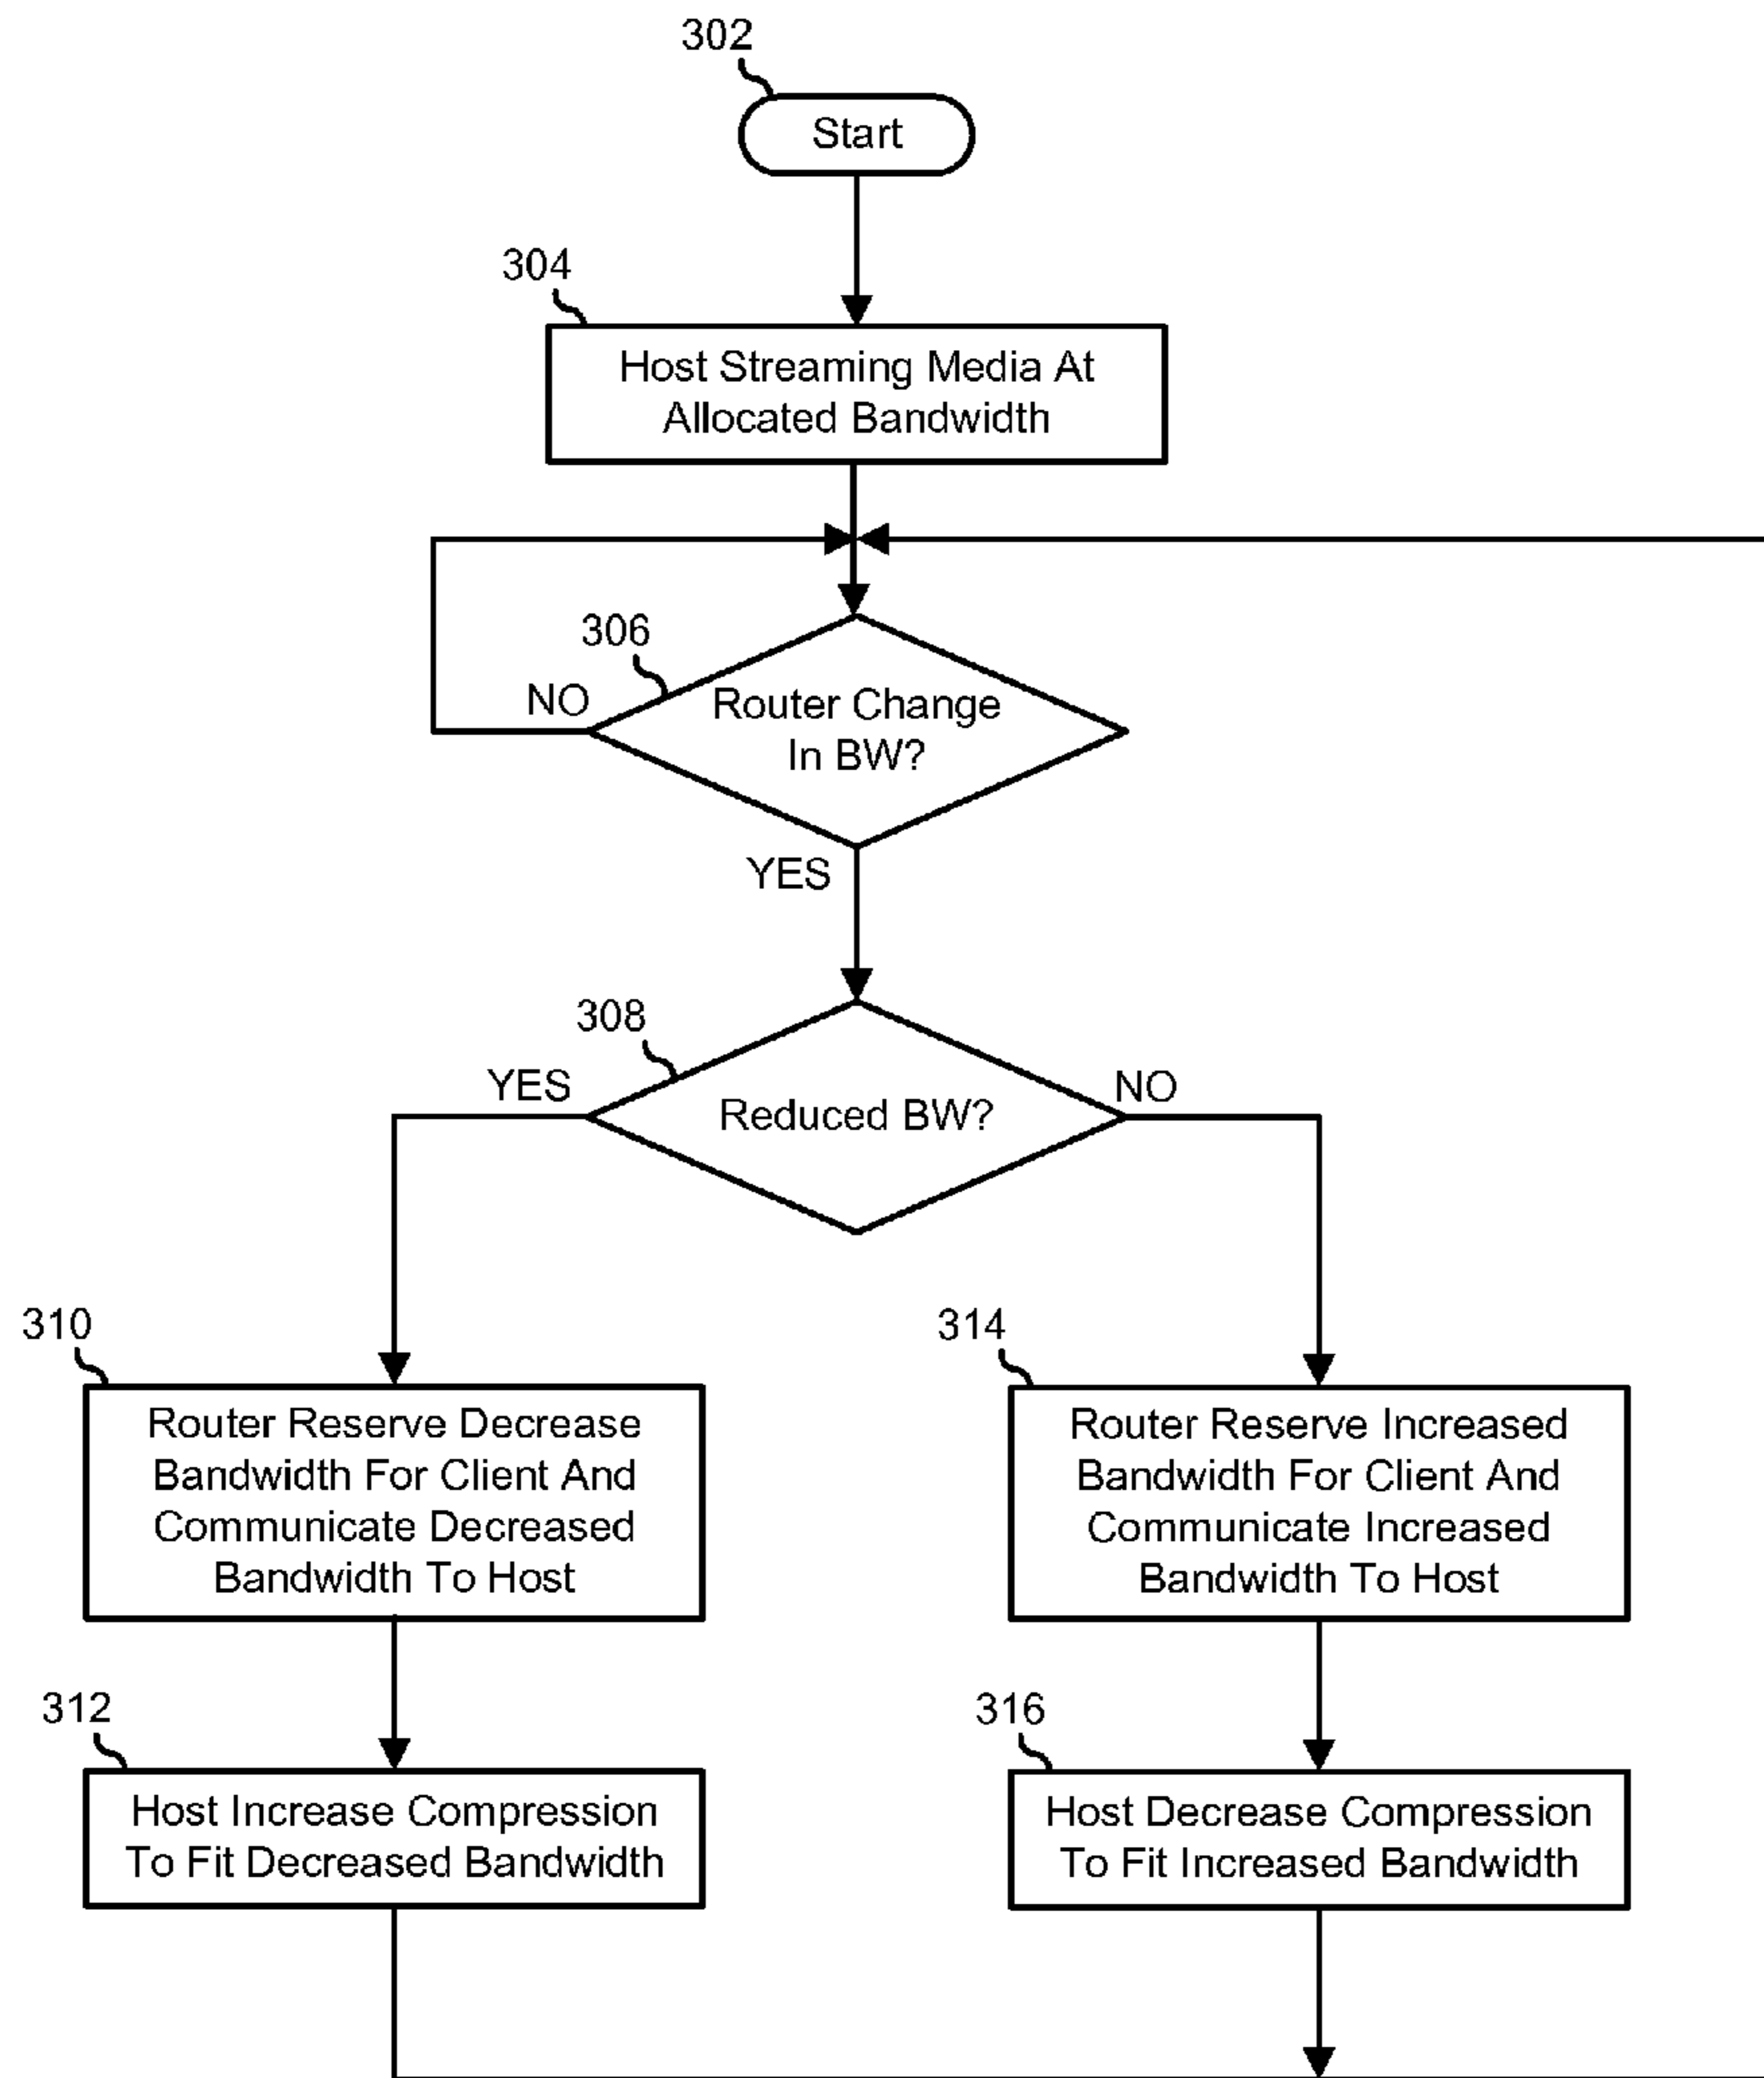 302
Start
304
Host Streaming Media At
Allocated Bandwidth
306
NO
Router Change
In BW?
YES
308
YES
NO
Reduced BW?
310
Router Reserve Decrease
Bandwidth For Client And
Communicate Decreased
Bandwidth To Host
314
Router Reserve Increased
Bandwidth For Client And
Communicate Increased
Bandwidth To Host
312
Host Increase Compression
To Fit Decreased Bandwidth
316
Host Decrease Compression
To Fit Increased Bandwidth